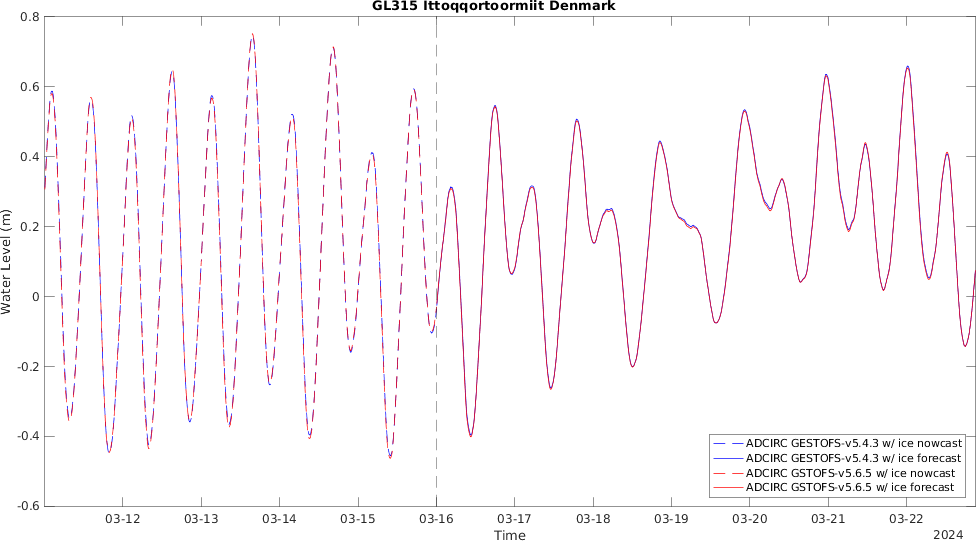 GL315 Ittoqqortoormiit Denmark
0.8
0.6
0.4
0.2
0
-0.2
-0.4
-0.6
Water Level (m)
03-12 03-13 03-14 03-15 03-16 03-17 03-18 03-19 03-20 03-21 03-22
Time
2024
ADCIRC GESTOFS-v5.4.3 w/ ice nowcast
ADCIRC GESTOFS-v5.4.3 w/ ice forecast
ADCIRC GSTOFS-v5.6.5 w/ ice nowcast
ADCIRC GSTOFS-v5.6.5 w/ ice forecast